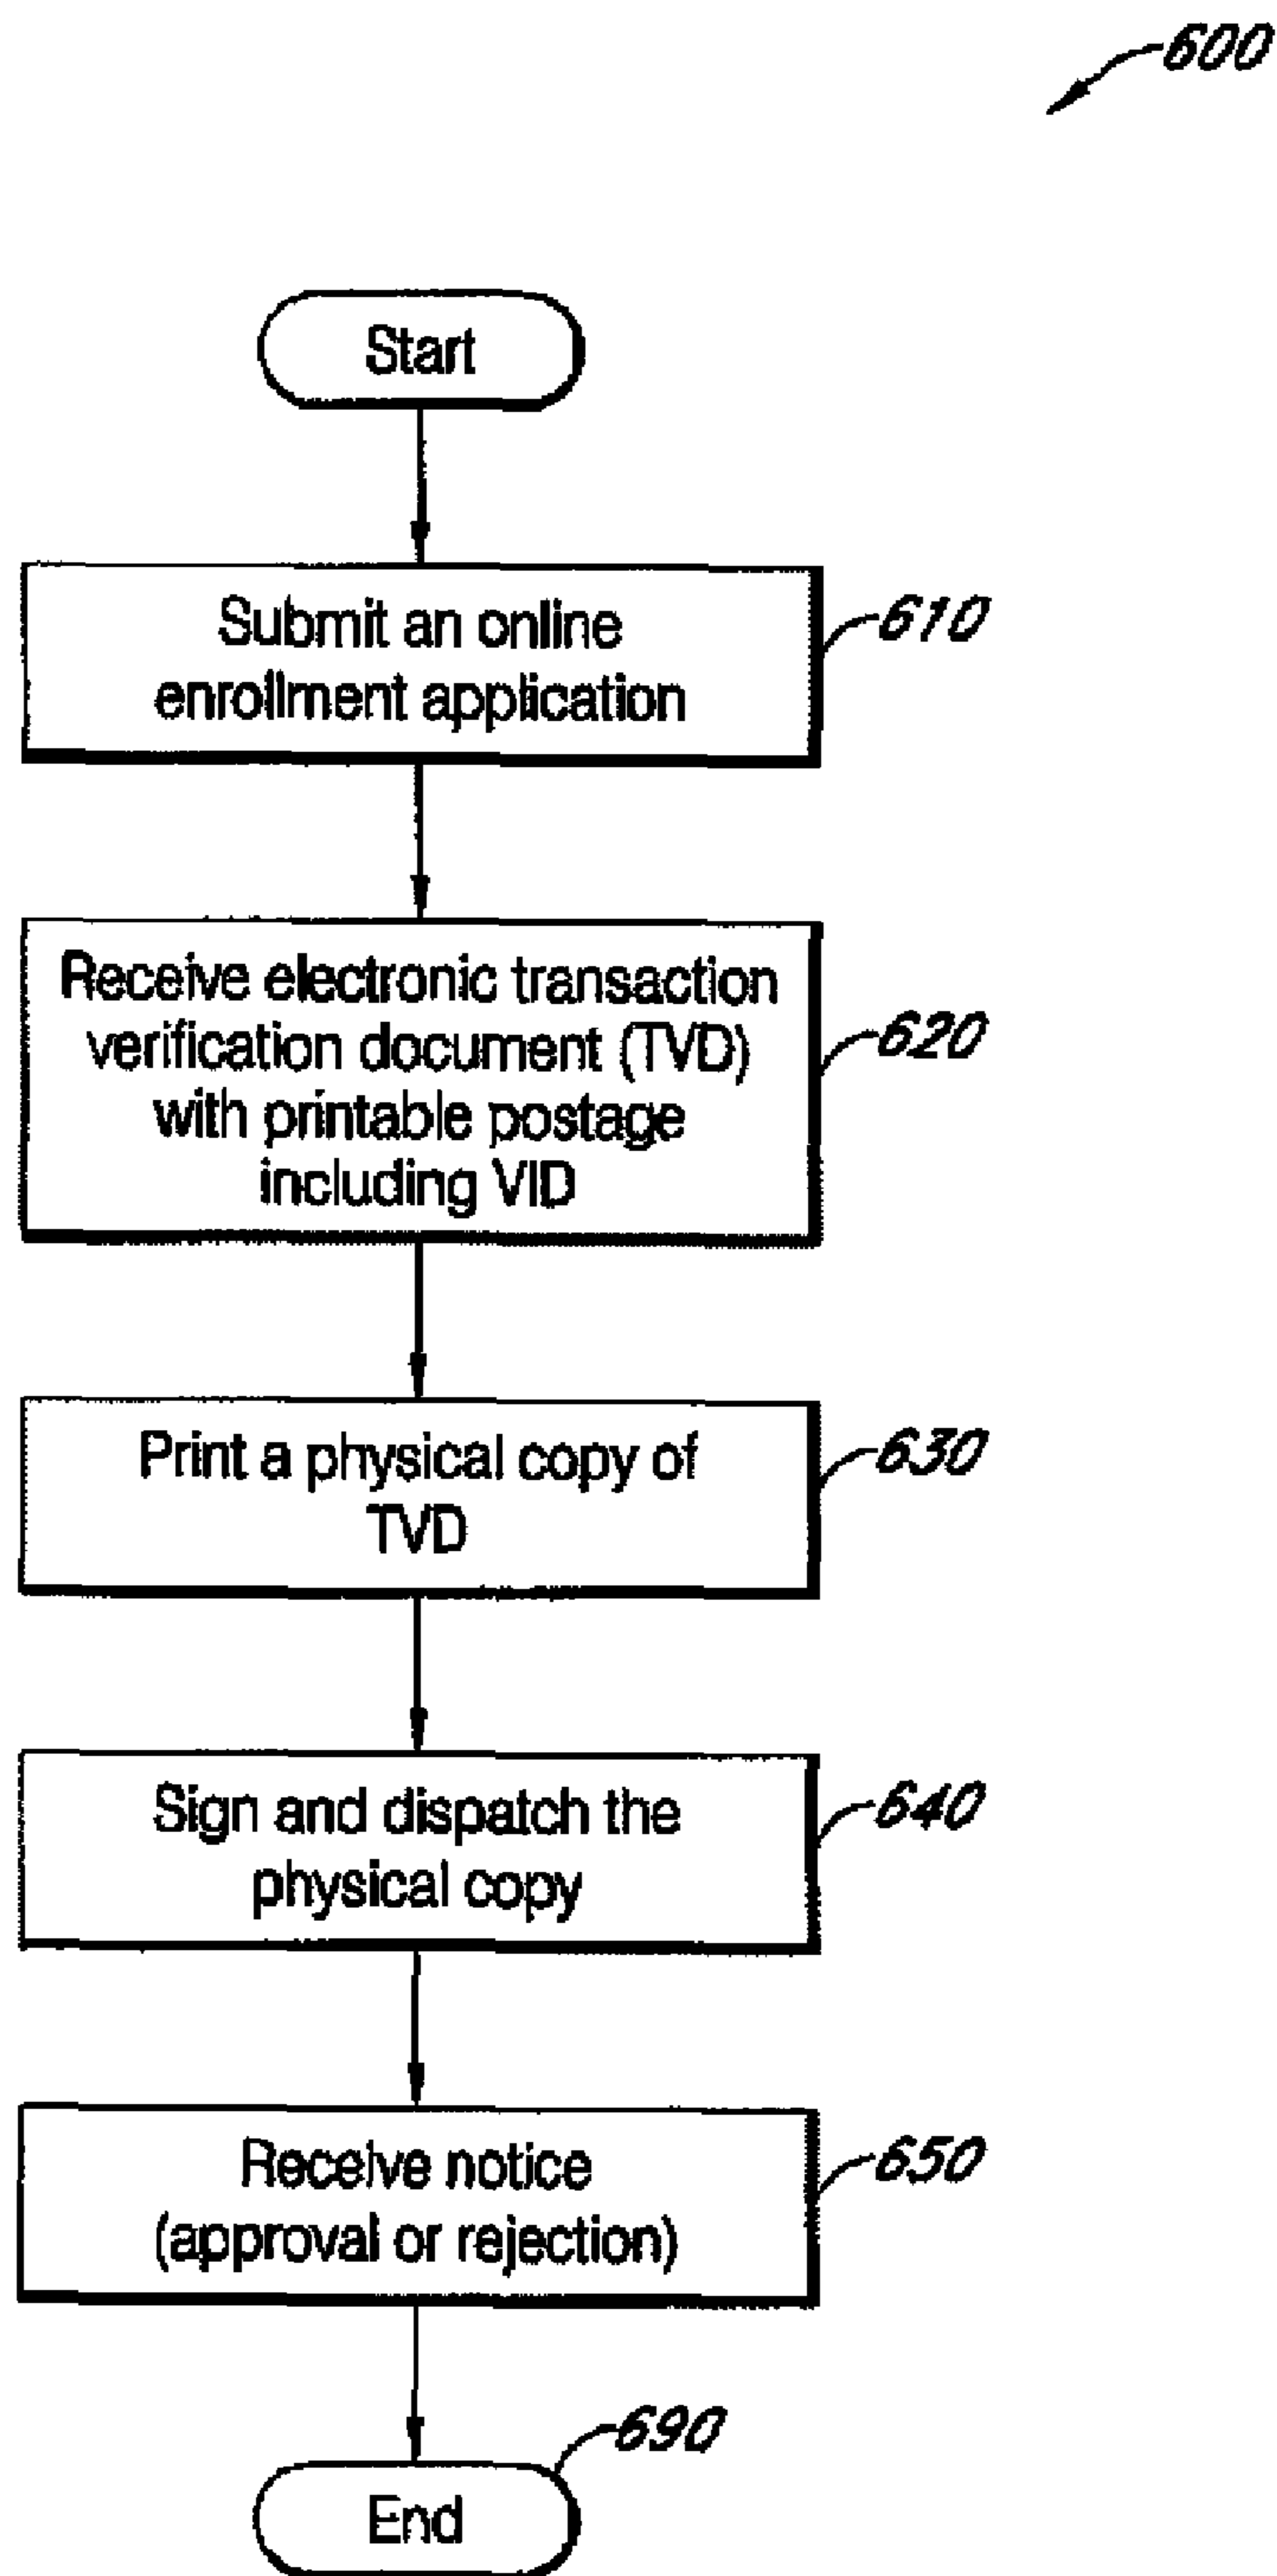 600
Start
Submit an online
enrollment application
610
Receive electronic transaction
verification document (TVD)
with printable postage
including VID
620
Print a physical copy of
TVD
630
Sign and dispatch the
physical copy
640
Receive notice
(approval or rejection)
650
690
End